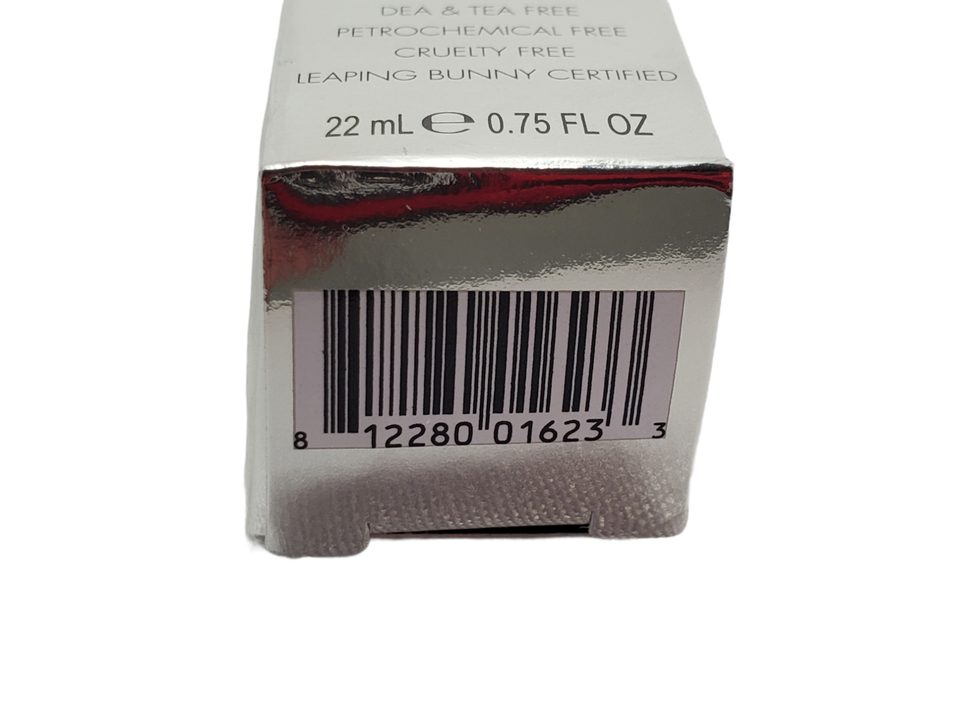 DEA & TEA FREE
PETROCHEMICAL FREE
CRUELTY FREE
LEAPING BUNNY CERTIFIED
22 mL ℮ 0.75 FL OZ
8 12280 01623 3